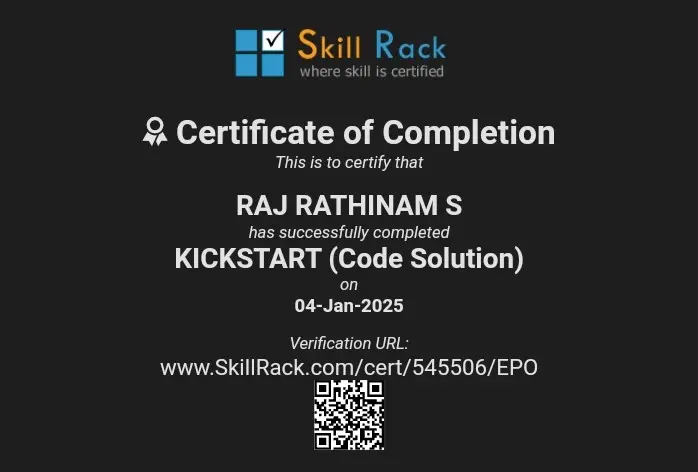 Skill Rack
where skill is certified
Certificate of Completion
This is to certify that
RAJ RATHINAM S
has successfully completed
KICKSTART (Code Solution)
on
04-Jan-2025
Verification URL:
www.SkillRack.com/cert/545506/EPO